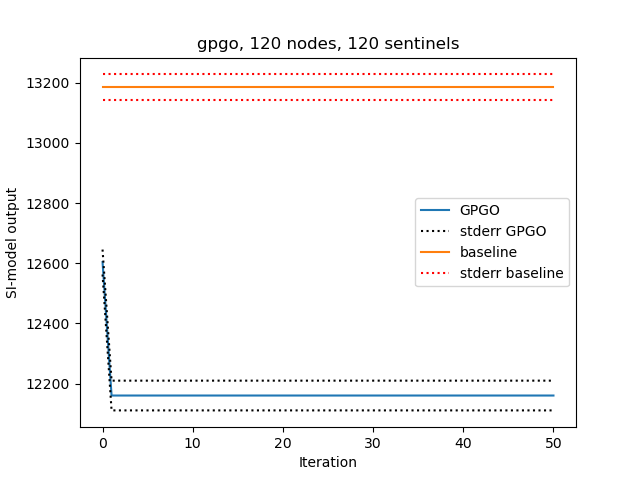 gpgo, 120 nodes, 120 sentinels
13200
13000
12800
12600
12400
12200
SI-model output
GPGO
stderr GPGO
baseline
stderr baseline
0 10 20 30 40 50
Iteration